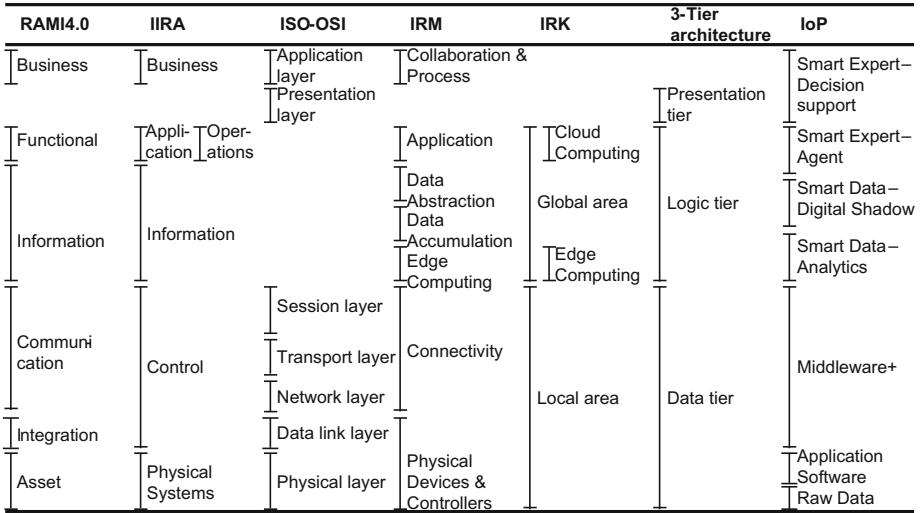 RAMI4.0 IIRA ISO-OSI IRM IRK 3-Tier architecture IoP
Business
Functional
Information
Communi-
cation
Integration
Asset
Business
Appli-
cation
Oper-
ations
Information
Control
Physical
Systems
Application
layer
Presentation
layer
Session layer
Transport layer
Network layer
Data link layer
Physical layer
Collaboration &
Process
Application
Data
Abstraction
Data
Accumulation
Edge
Computing
Connectivity
Physical
Devices &
Controllers
Cloud
Computing
Global area
Edge
Computing
Local area
Presentation
tier
Logic tier
Data tier
Smart Expert–
Decision
support
Smart Expert–
Agent
Smart Data–
Digital Shadow
Smart Data–
Analytics
Middleware+
Application
Software
Raw Data